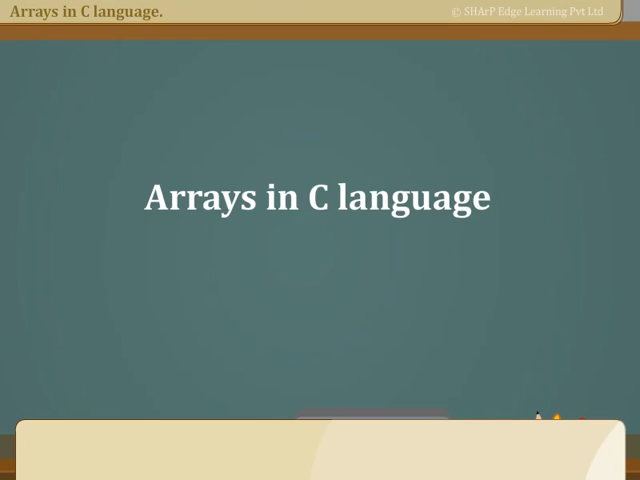 Arrays in C language.
© SHArP Edge Learning Pvt Ltd
Arrays in C language